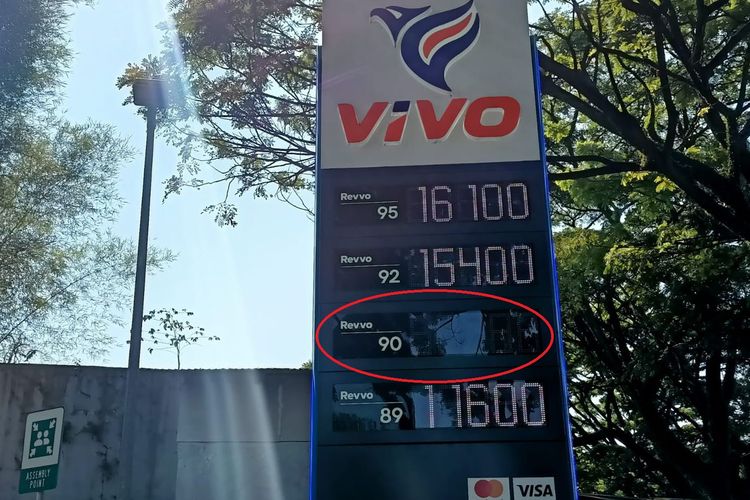 VIVO
Revvo 95 16100
Revvo 92 15400
Revvo 90
Revvo 89 11600
VISA
ASSEMBLY
POINT